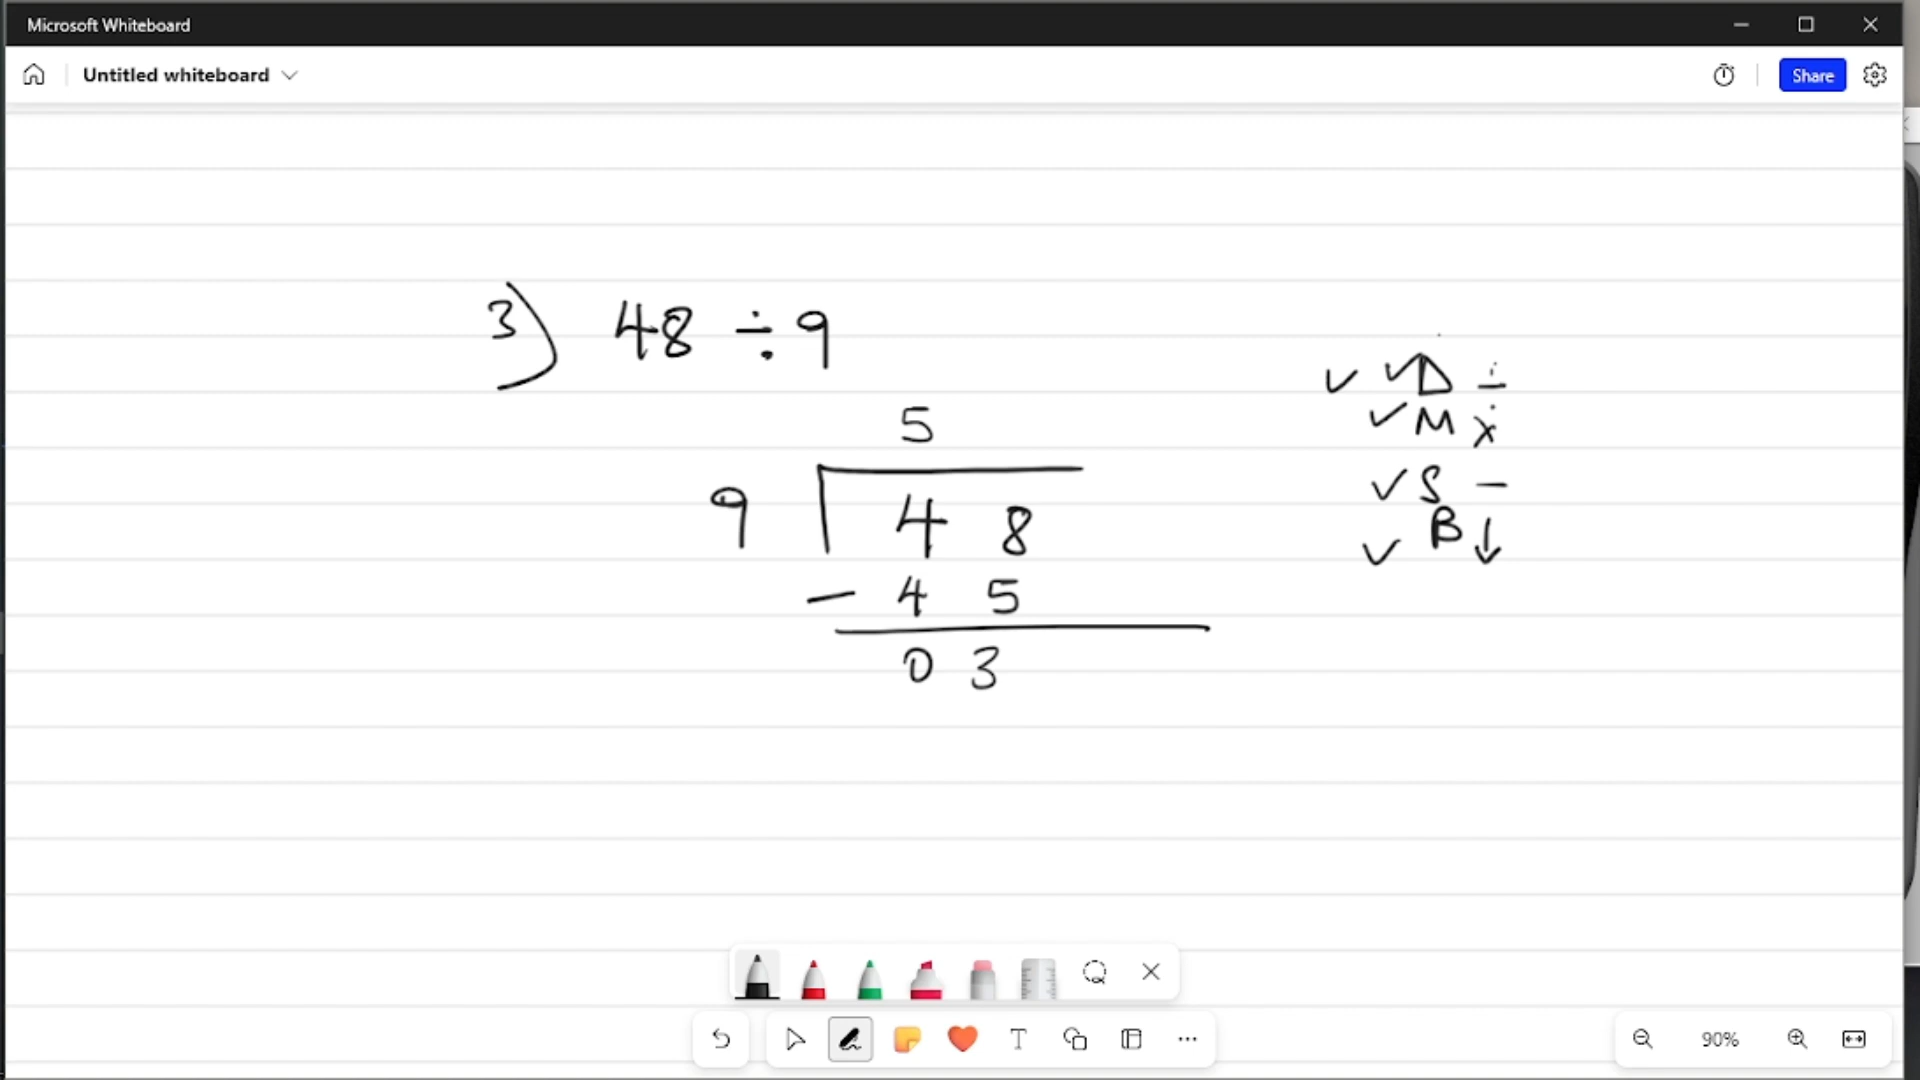 Microsoft Whiteboard
Untitled whiteboard
Share
3) 48 ÷ 9
5
9 4 8
- 4 5
0 3
✓ ✓ D ÷
✓ M ×
✓ S -
✓ B ↓
T
90%